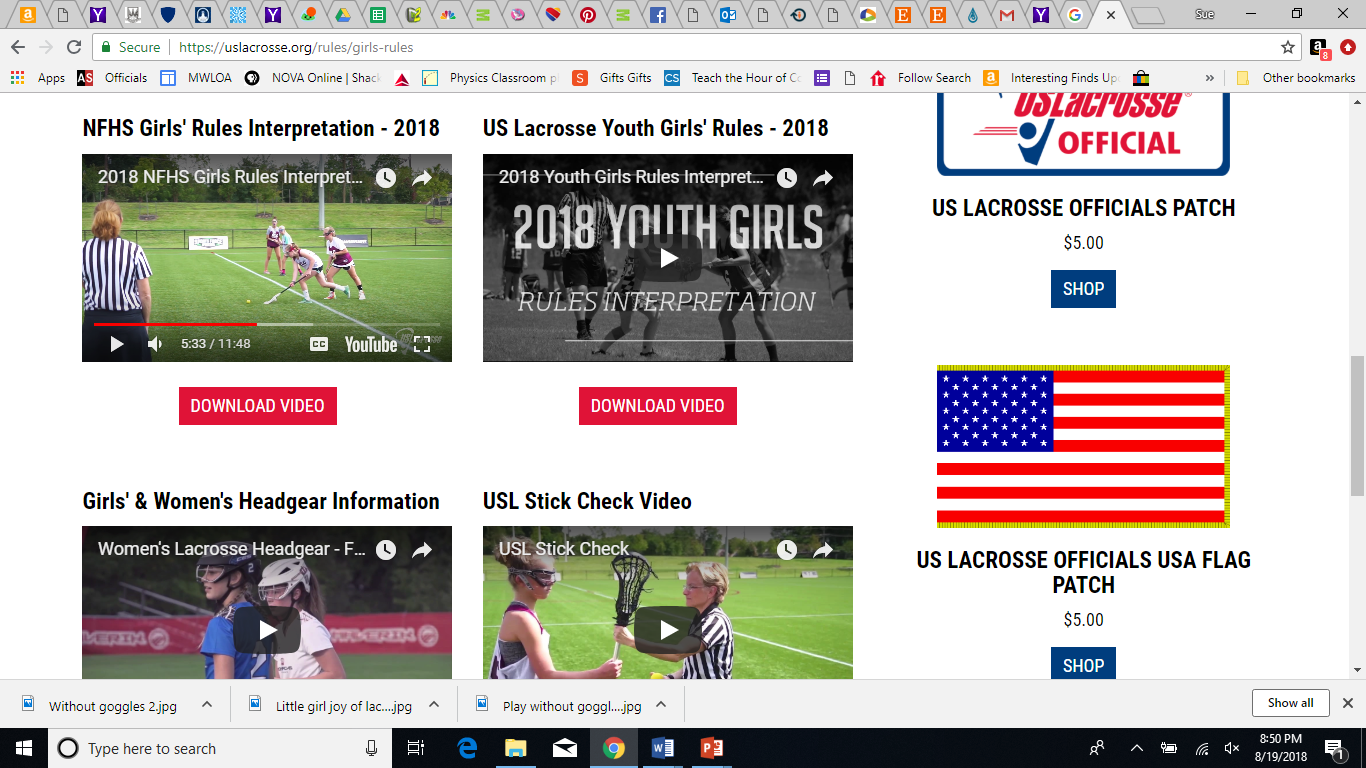 Sue
Secure
https://uslacrosse.org/rules/girls-rules
8
Apps
Officials
MWLOA
NOVA Online | Shack
Physics Classroom p
Gifts Gifts
Teach the Hour of Co
Follow Search
Interesting Finds Up
»
Other bookmarks
NFHS Girls' Rules Interpretation - 2018
2018 NFHS Girls Rules Interpret...
5:33 / 11:48
CC
YouTube
DOWNLOAD VIDEO
US Lacrosse Youth Girls' Rules - 2018
2018 Youth Girls Rules Interpret...
2018 YOUTH GIRLS
RULES INTERPRETATION
DOWNLOAD VIDEO
Girls' & Women's Headgear Information
Women's Lacrosse Headgear - F...
USL Stick Check Video
USL Stick Check
USLacrosse®
OFFICIAL
US LACROSSE OFFICIALS PATCH
$5.00
SHOP
US LACROSSE OFFICIALS USA FLAG
PATCH
$5.00
SHOP
Without goggles 2.jpg
Little girl joy of lac....jpg
Play without goggl....jpg
Show all
Type here to search
8:50 PM
8/19/2018
1